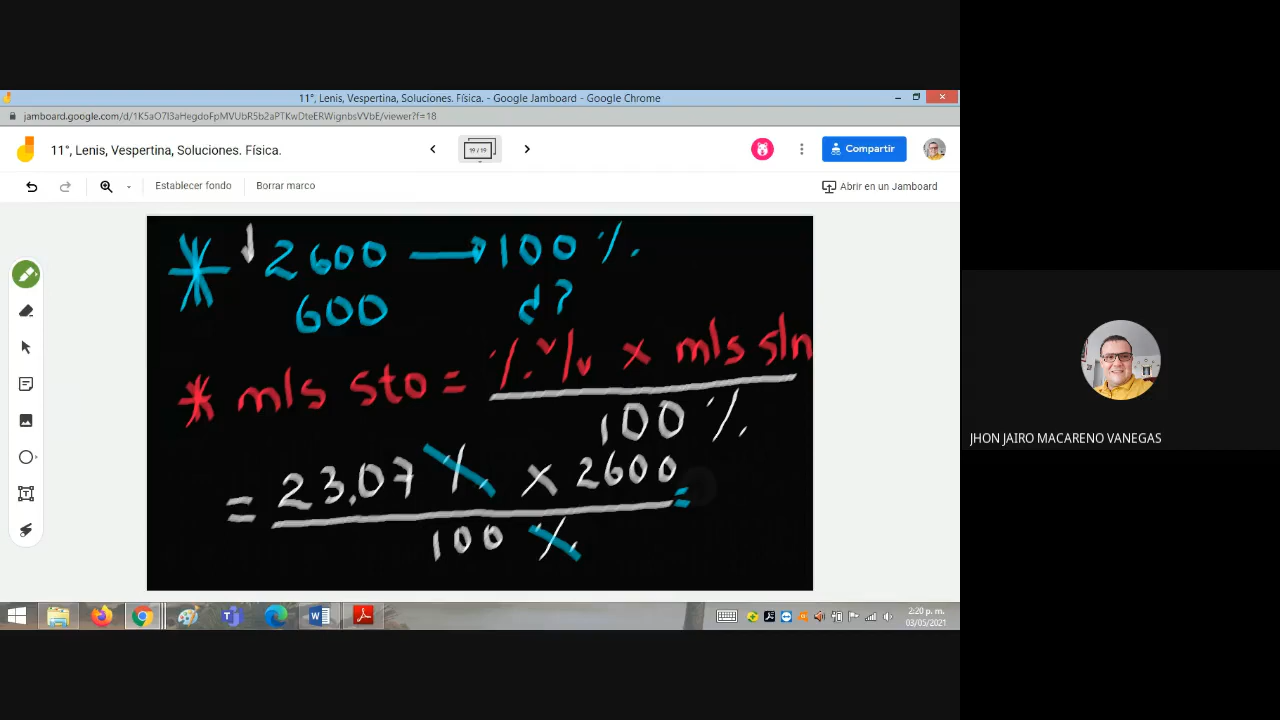 11°, Lenis, Vespertina, Soluciones. Física. - Google Jamboard - Google Chrome
jamboard.google.com/d/1K5aO7l3aHegdoFpMVUbR5b2aPTKwDteERWignbsVVbE/viewer?f=18
11°, Lenis, Vespertina, Soluciones. Física.
19 / 19
Compartir
Establecer fondo
Borrar marco
Abrir en un Jamboard
* ↓ 2600 → 100 %
600 ¿?
* mls sto = % v/v x mls sln
100 %
= 23.07 % x 2600 =
100 %
JHON JAIRO MACARENO VANEGAS
2:20 p. m.
03/05/2021